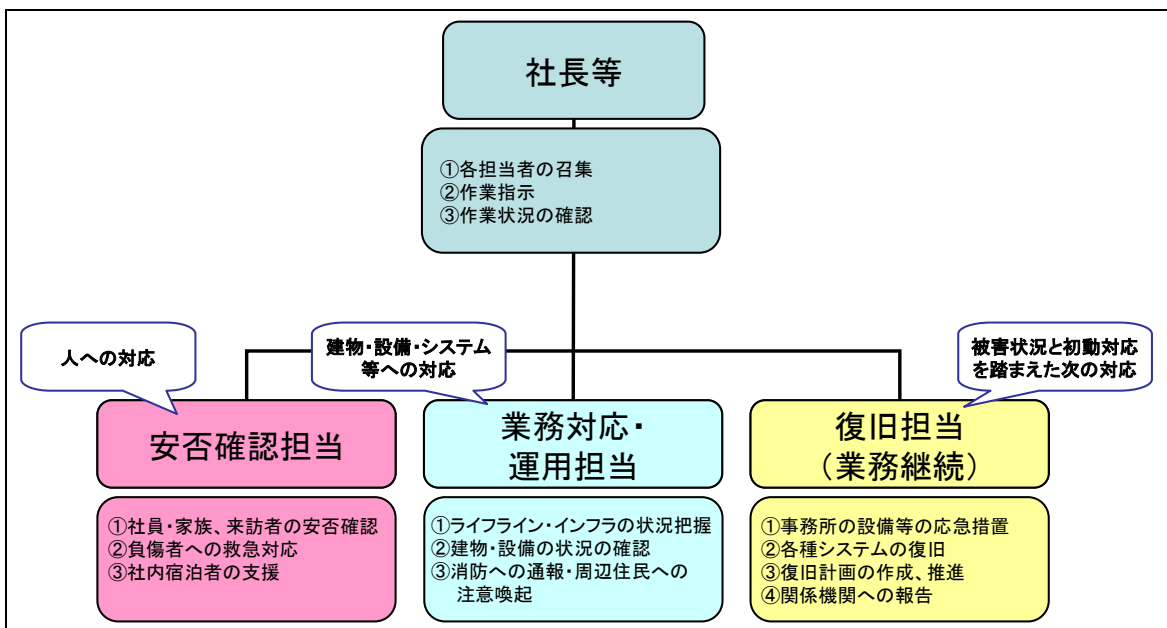 社長等
①各担当者の召集
②作業指示
③作業状況の確認
人への対応
建物・設備・システム
等への対応
被害状況と初動対応
を踏まえた次の対応
安否確認担当
①社員・家族、来訪者の安否確認
②負傷者への救急対応
③社内宿泊者の支援
業務対応・
運用担当
①ライフライン・インフラの状況把握
②建物・設備の状況の確認
③消防への通報・周辺住民への
注意喚起
復旧担当
（業務継続）
①事務所の設備等の応急措置
②各種システムの復旧
③復旧計画の作成、推進
④関係機関への報告